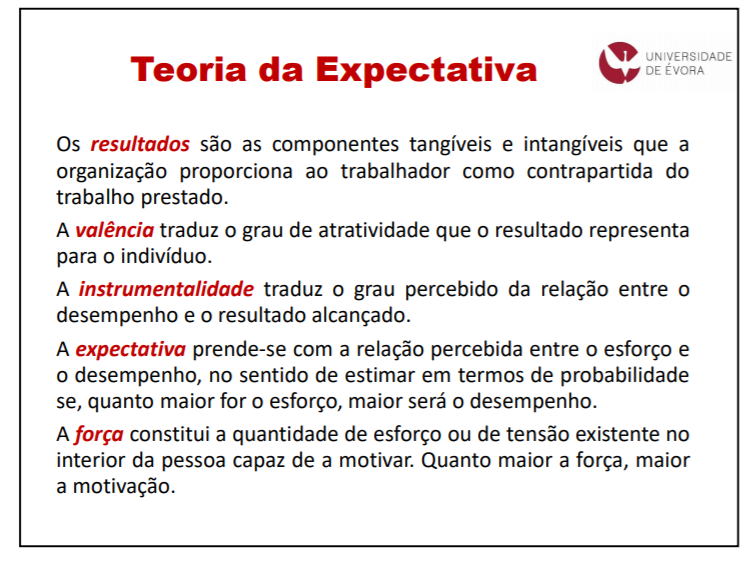 Teoria da Expectativa
UNIVERSIDADE
DE ÉVORA
Os resultados são as componentes tangíveis e intangíveis que a
organização proporciona ao trabalhador como contrapartida do
trabalho prestado.
A valência traduz o grau de atratividade que o resultado representa
para o indivíduo.
A instrumentalidade traduz o grau percebido da relação entre o
desempenho e o resultado alcançado.
A expectativa prende-se com a relação percebida entre o esforço e
o desempenho, no sentido de estimar em termos de probabilidade
se, quanto maior for o esforço, maior será o desempenho.
A força constitui a quantidade de esforço ou de tensão existente no
interior da pessoa capaz de a motivar. Quanto maior a força, maior
a motivação.